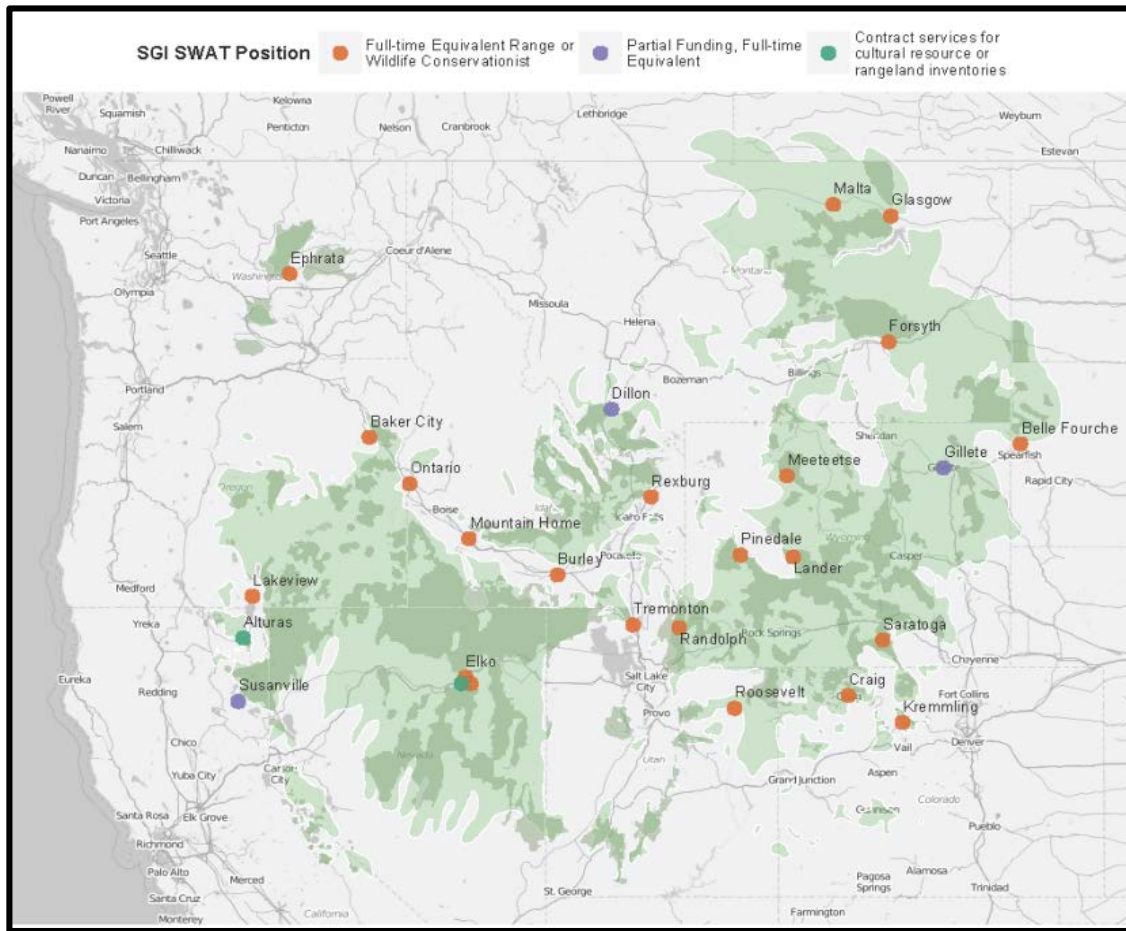 SGI SWAT Position
Full-time Equivalent Range or
Wildlife Conservationist
Partial Funding, Full-time
Equivalent
Contract services for
cultural resource or
rangeland inventories
Powell
River
Squamish
Kelowna
Penticton
Nelson
Cranbrook
Lethbridge
Weyburn
Estevan
Nanaimo
Chilliwack
Duncan
Bellingham
Victoria
Port Angeles
Malta
Glasgow
Seattle
Ephrata
Coeur d'Alene
Washington
Montana
Olympia
Missoula
Helena
Forsyth
Portland
Billings
Bozeman
Dillon
Salem
Baker City
Sheridan
Belle Fourche
Spearfish
Gillete
Rapid City
Ontario
Meeteetse
Oregon
Rexburg
Boise
Mountain Home
Pinedale
Wyoming
Casper
Burley
Lander
Medford
Lakeview
Yreka
Alturas
Tremonton
Randolph
Rock Springs
Saratoga
Cheyenne
Elko
Eureka
Redding
Susanville
Salt Lake
City
Roosevelt
Craig
Fort Collins
Kremmling
Provo
Vail
Denver
Chico
Nevada
Yuba City
Carson
City
Utah
Grand Junction
Aspen
Colorado
Gunnison
Santa Rosa
Elk Grove
Richmond
Pueblo
Palo Alto
Merced
St. George
Pagosa
Springs
Alamosa
Trinidad
Santa Cruz
Monterey
California
Farmington